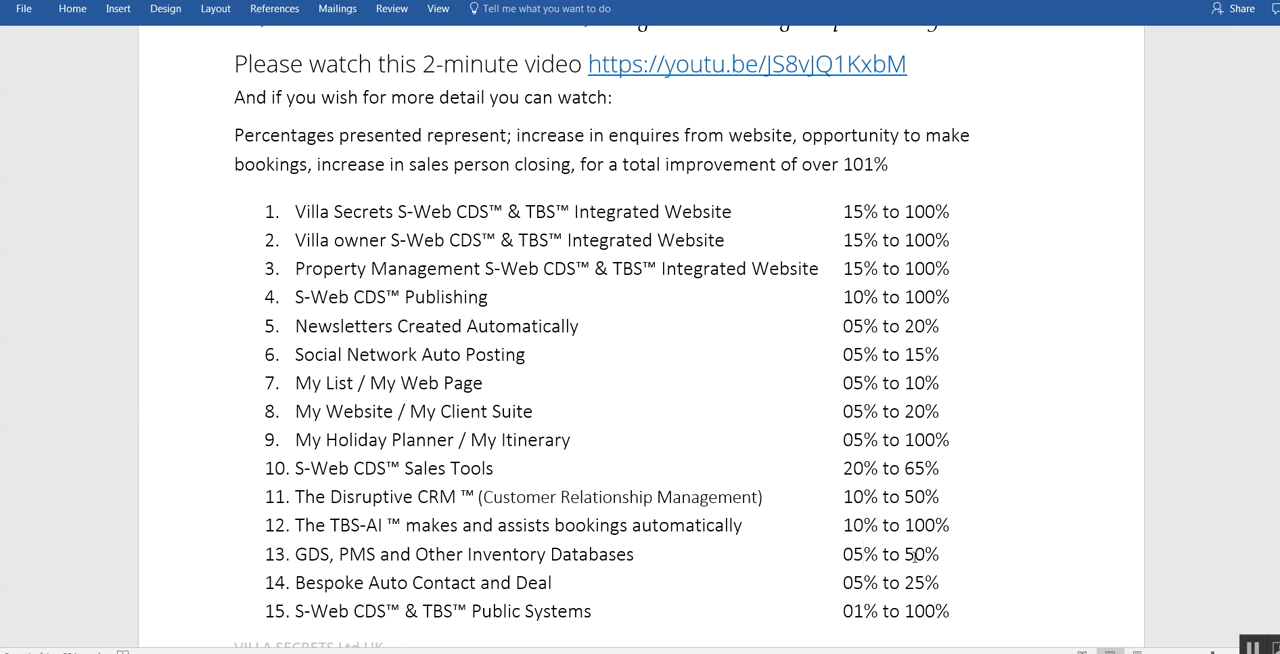 File Home Insert Design Layout References Mailings Review View Tell me what you want to do Share
Please watch this 2-minute video https://youtu.be/JS8vJQ1KxbM
And if you wish for more detail you can watch:
Percentages presented represent; increase in enquires from website, opportunity to make
bookings, increase in sales person closing, for a total improvement of over 101%
1. Villa Secrets S-Web CDS™ & TBS™ Integrated Website 15% to 100%
2. Villa owner S-Web CDS™ & TBS™ Integrated Website 15% to 100%
3. Property Management S-Web CDS™ & TBS™ Integrated Website 15% to 100%
4. S-Web CDS™ Publishing 10% to 100%
5. Newsletters Created Automatically 05% to 20%
6. Social Network Auto Posting 05% to 15%
7. My List / My Web Page 05% to 10%
8. My Website / My Client Suite 05% to 20%
9. My Holiday Planner / My Itinerary 05% to 100%
10. S-Web CDS™ Sales Tools 20% to 65%
11. The Disruptive CRM ™ (Customer Relationship Management) 10% to 50%
12. The TBS-AI ™ makes and assists bookings automatically 10% to 100%
13. GDS, PMS and Other Inventory Databases 05% to 50%
14. Bespoke Auto Contact and Deal 05% to 25%
15. S-Web CDS™ & TBS™ Public Systems 01% to 100%
VILLA SECRETS Ltd UK